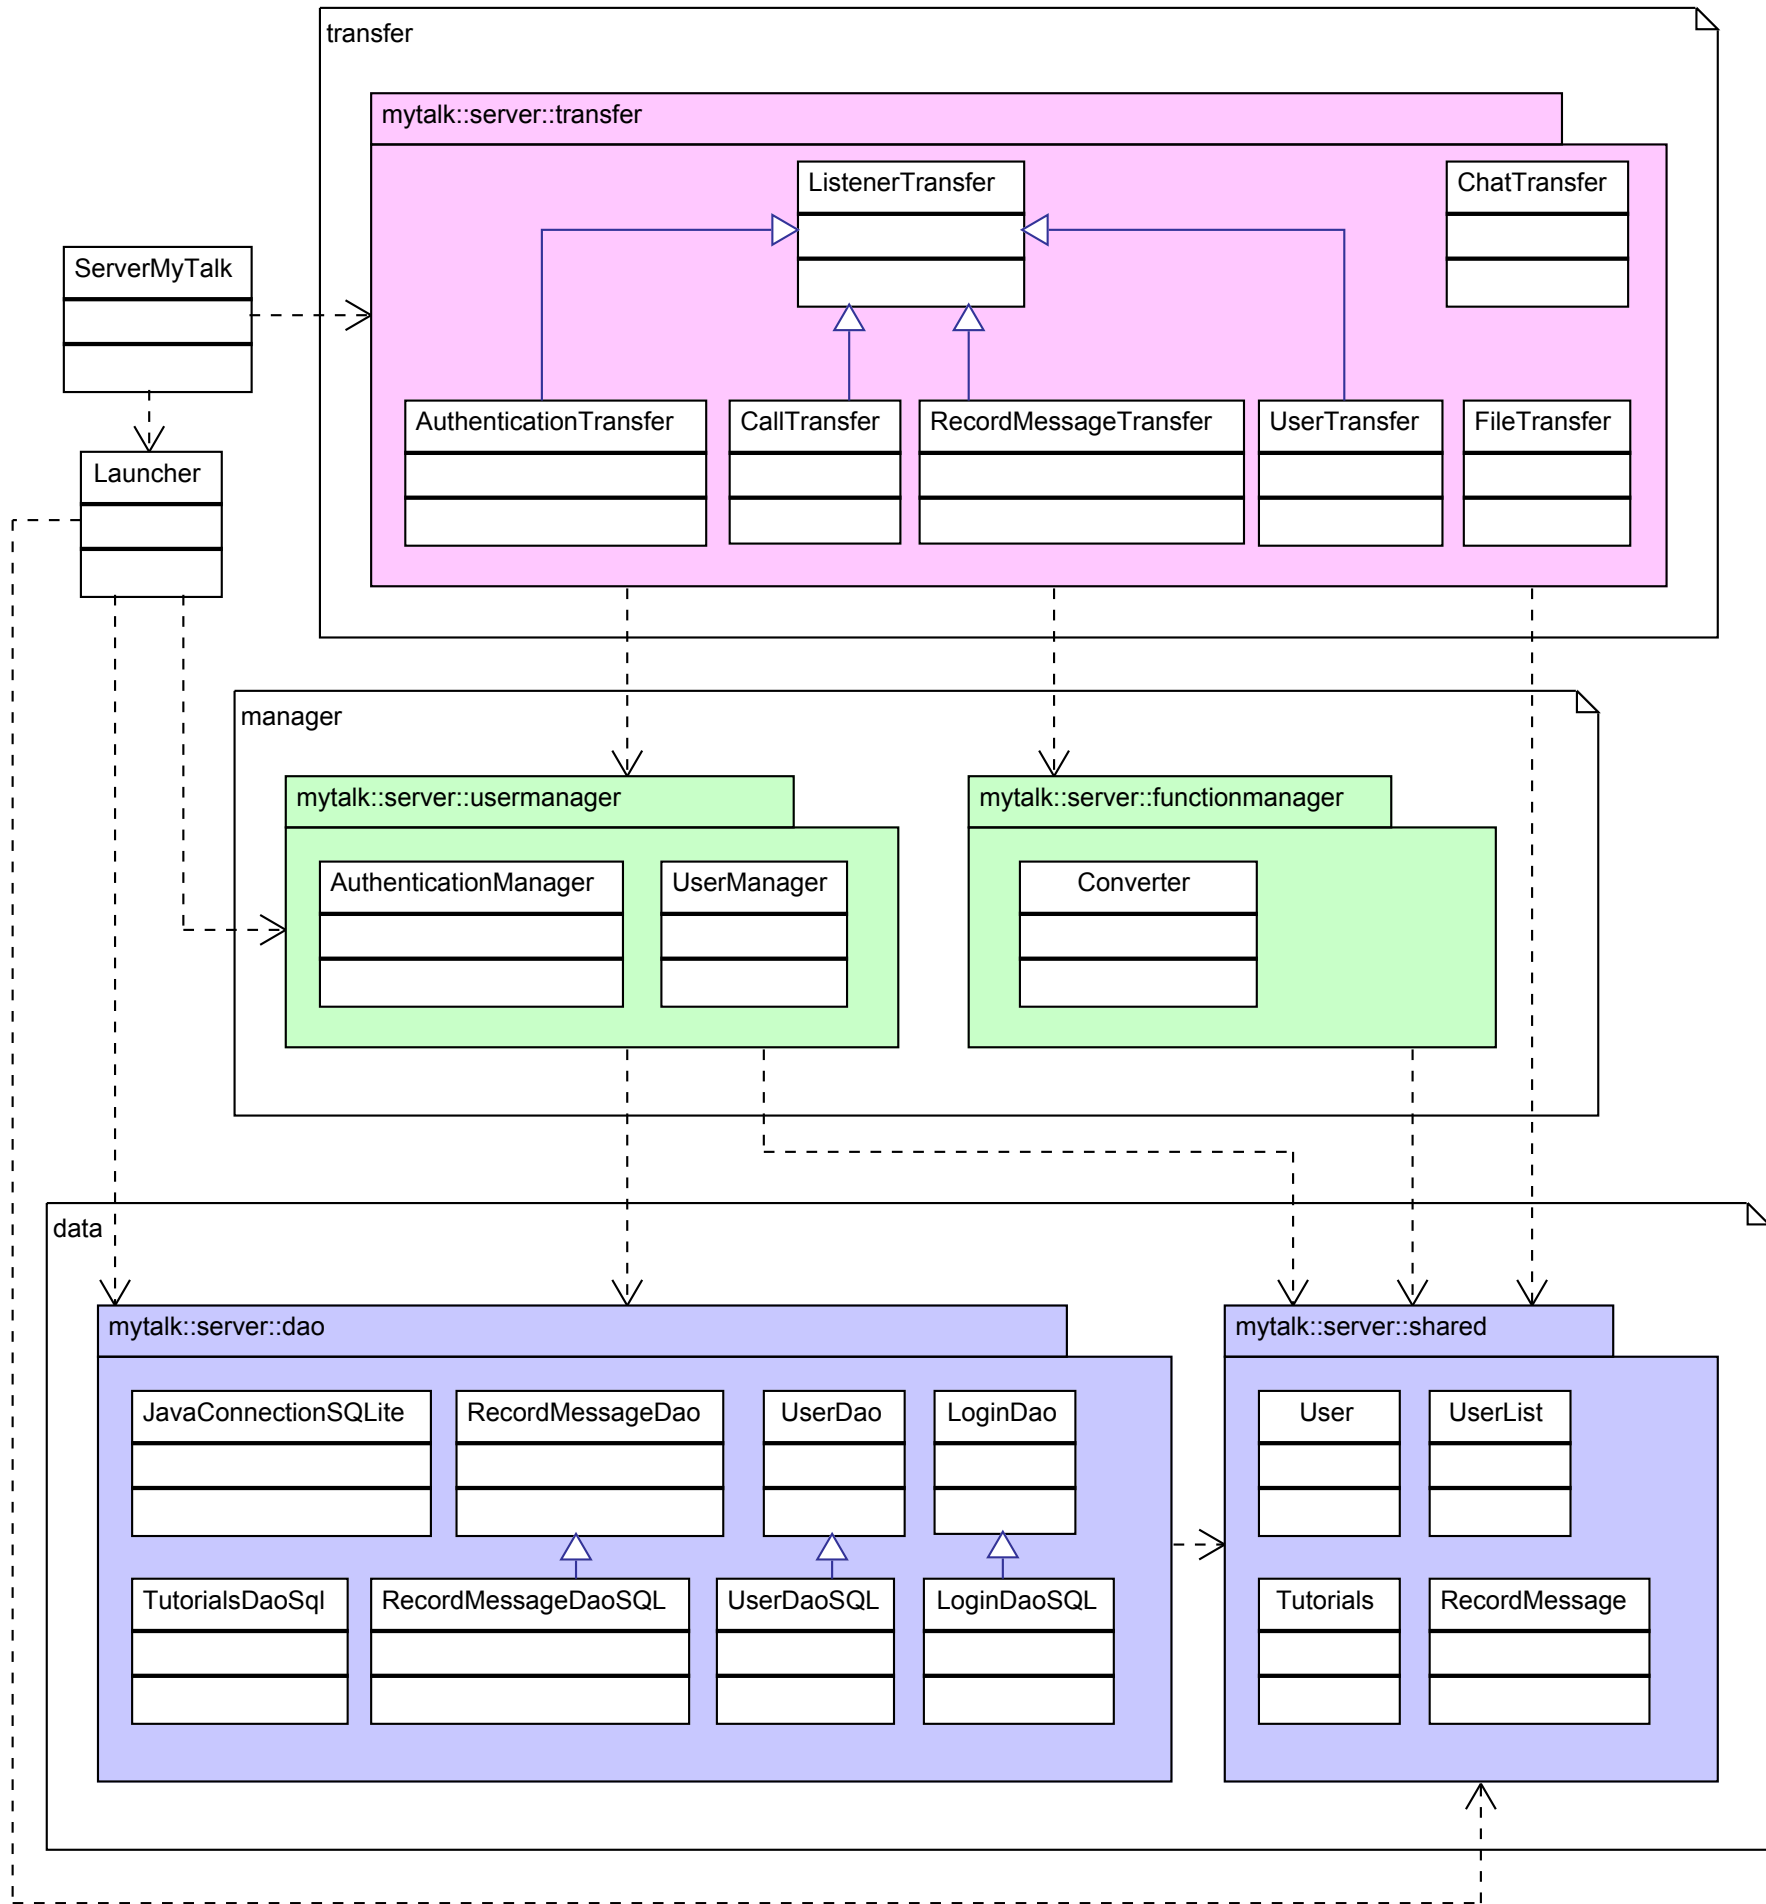 transfer
mytalk::server::transfer
ListenerTransfer
ChatTransfer
ServerMyTalk
AuthenticationTransfer
CallTransfer
RecordMessageTransfer
UserTransfer
FileTransfer
Launcher
manager
mytalk::server::usermanager
mytalk::server::functionmanager
AuthenticationManager
UserManager
Converter
data
mytalk::server::dao
mytalk::server::shared
JavaConnectionSQLite
RecordMessageDao
UserDao
LoginDao
User
UserList
TutorialsDaoSql
RecordMessageDaoSQL
UserDaoSQL
LoginDaoSQL
Tutorials
RecordMessage